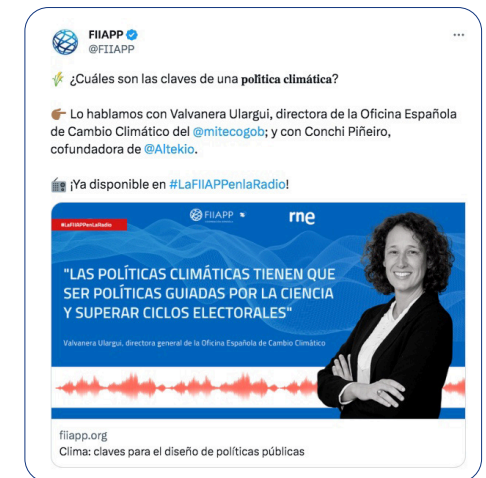 FIIAPP
@FIIAPP
🌾 ¿Cuáles son las claves de una política climática?
👉🏽 Lo hablamos con Valvanera Ulargui, directora de la Oficina Española
de Cambio Climático del @mitecogob; y con Conchi Piñeiro,
cofundadora de @Altekio.
📻 ¡Ya disponible en #LaFIIAPPenlaRadio!
#LaFIIAPPenLaRadio
FIIAPP
rne
"LAS POLÍTICAS CLIMÁTICAS TIENEN QUE
SER POLÍTICAS GUIADAS POR LA CIENCIA
Y SUPERAR CICLOS ELECTORALES"
Valvanera Ulargui, directora general de la Oficina Española de Cambio Climático
fiiapp.org
Clima: claves para el diseño de políticas públicas